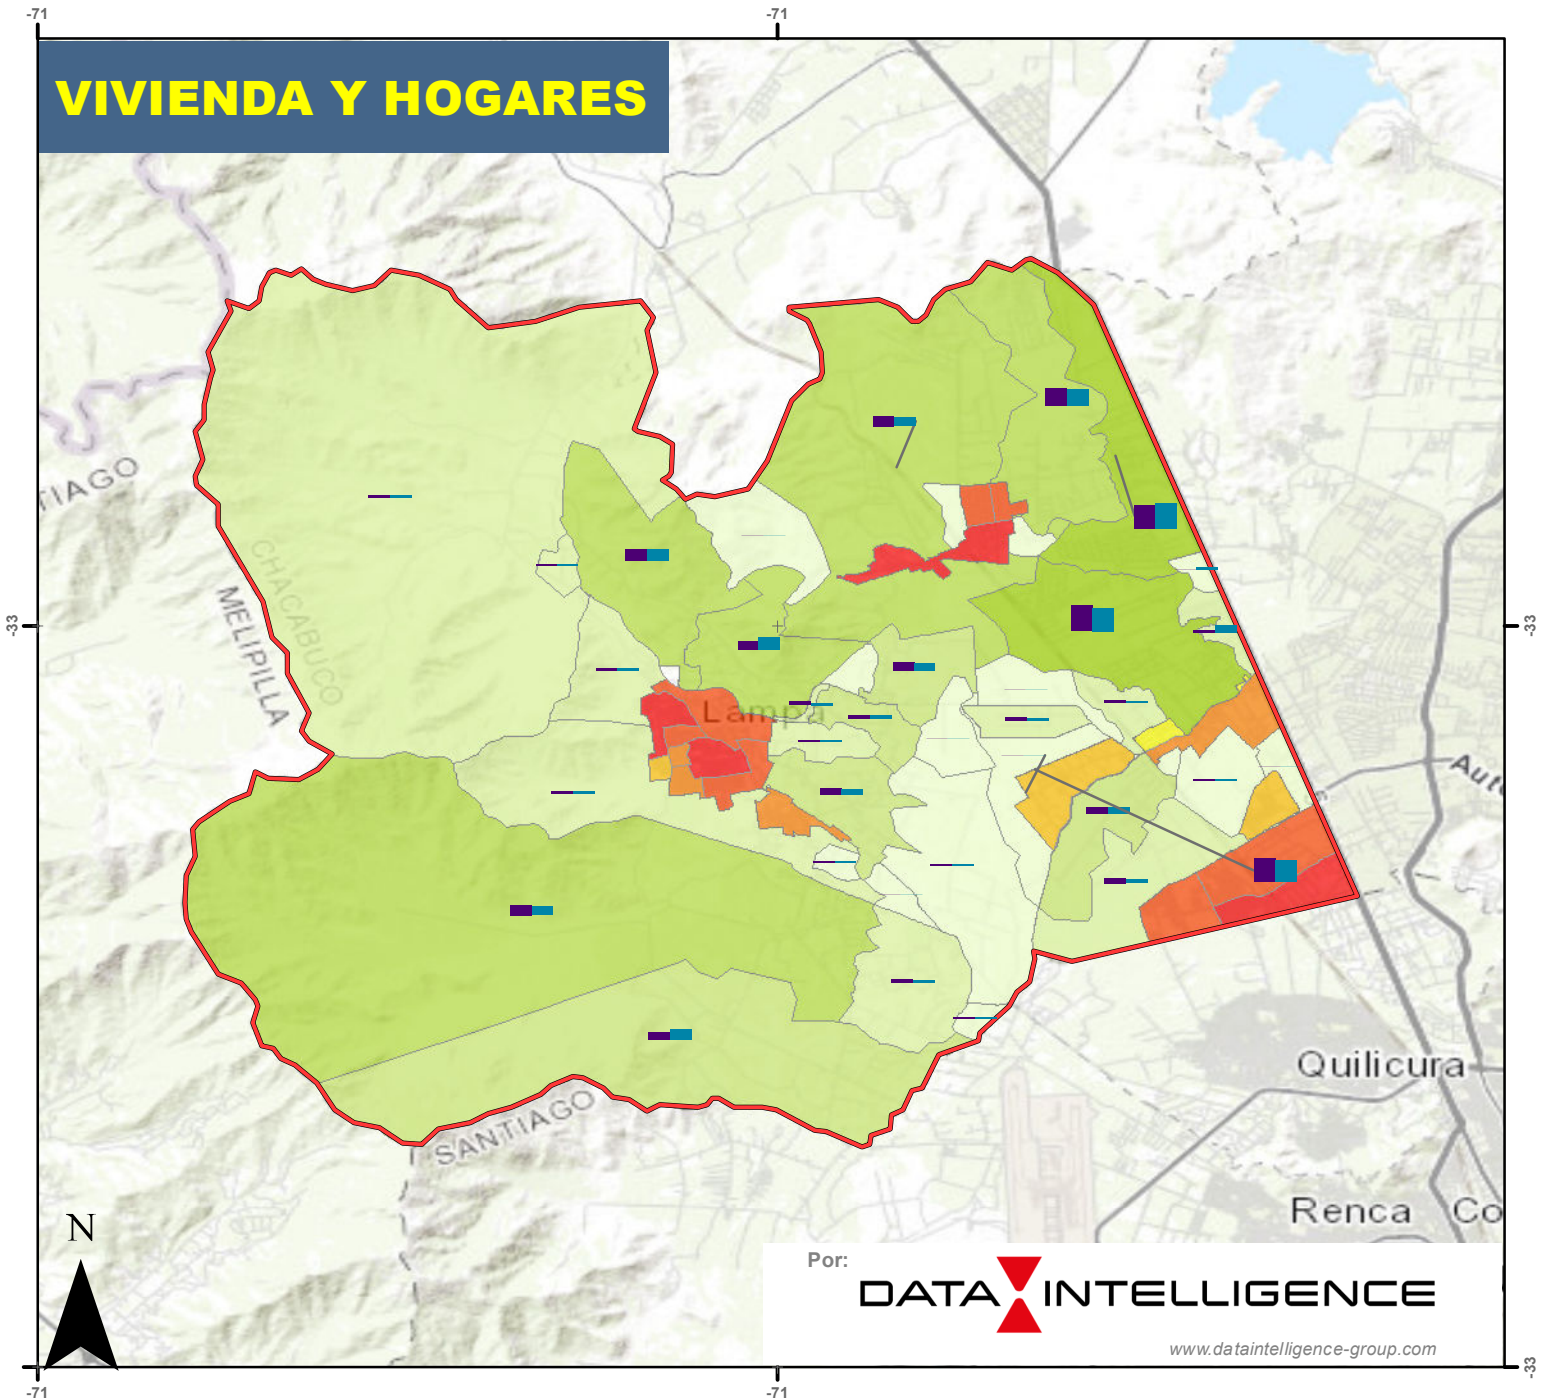 -71
-71
VIVIENDA Y HOGARES
TIAGO
CHACABUCO
MELIPILLA
-33
-33
Lampa
Auto
Quilicura
SANTIAGO
Renca
Co
N
Por:
DATA INTELLIGENCE
www.dataintelligence-group.com
-33
-71
-71